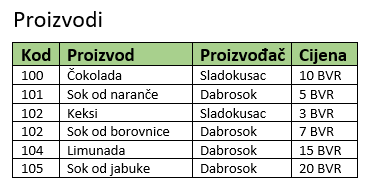 Proizvodi
Kod Proizvod Proizvođač Cijena
100 Čokolada Sladokusac 10 BVR
101 Sok od naranče Dabrosok 5 BVR
102 Keksi Sladokusac 3 BVR
102 Sok od borovnice Dabrosok 7 BVR
104 Limunada Dabrosok 15 BVR
105 Sok od jabuke Dabrosok 20 BVR